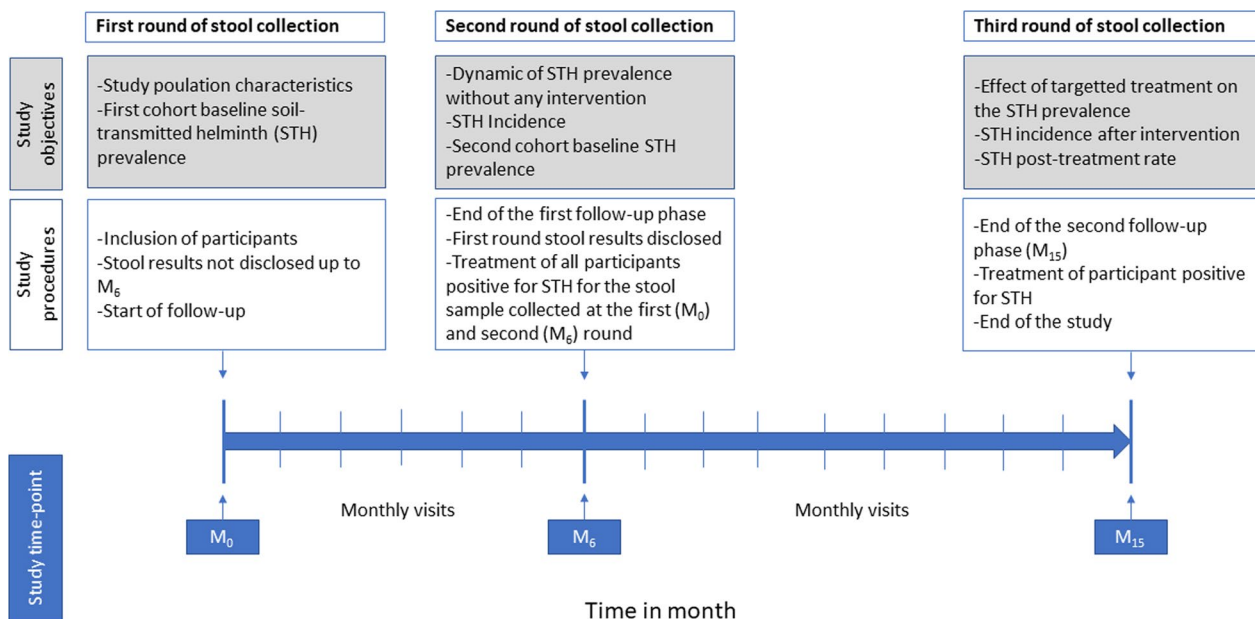 First round of stool collection
Second round of stool collection
Third round of stool collection
Study
objectives
-Study poulation characteristics
-First cohort baseline soil-
transmitted helminth (STH)
prevalence
-Dynamic of STH prevalence
without any intervention
-STH Incidence
-Second cohort baseline STH
prevalence
-Effect of targetted treatment on
the STH prevalence
-STH incidence after intervention
-STH post-treatment rate
Study
procedures
-Inclusion of participants
-Stool results not disclosed up to
M6
-Start of follow-up
-End of the first follow-up phase
-First round stool results disclosed
-Treatment of all participants
positive for STH for the stool
sample collected at the first (M0)
and second (M6) round
-End of the second follow-up
phase (M15)
-Treatment of participant positive
for STH
-End of the study
Study time-point
Monthly visits
Monthly visits
M0
M6
M15
Time in month